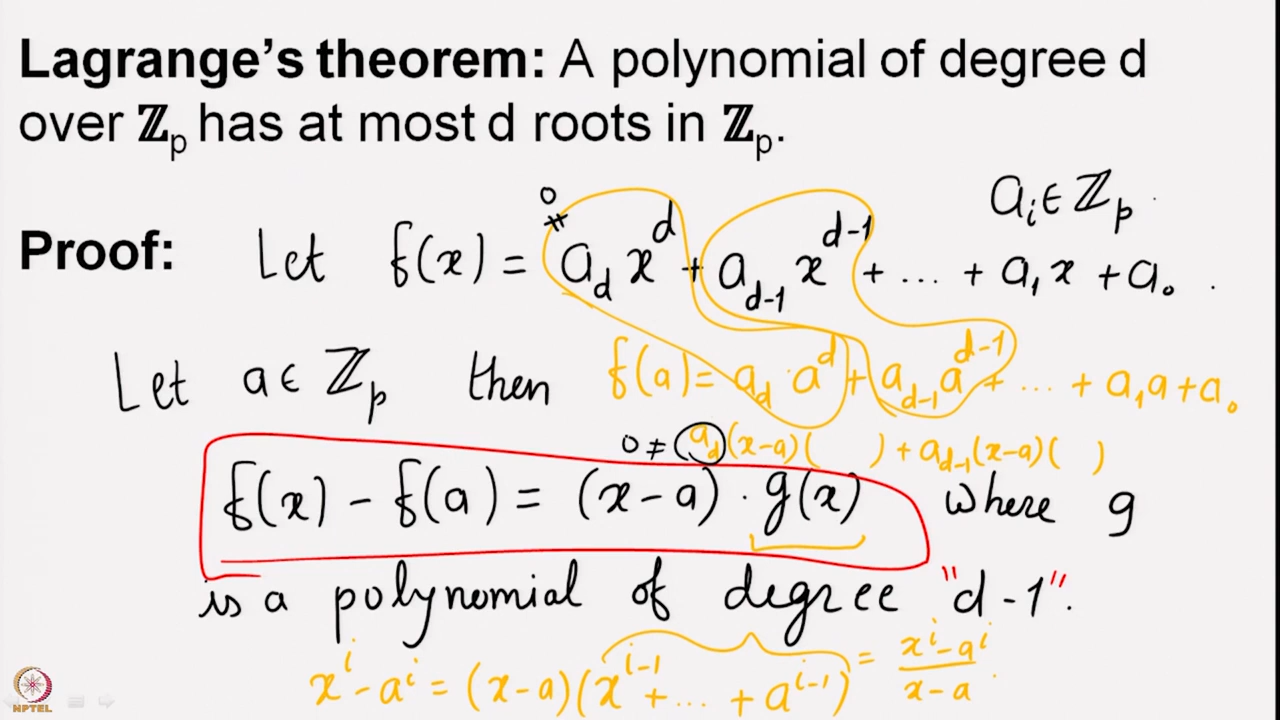 Lagrange's theorem: A polynomial of degree d
over ℤp has at most d roots in ℤp.
0 ≠
aᵢ ∈ ℤp.
Proof: Let f(x) = a_d x^d + a_{d-1} x^{d-1} + ... + a₁x + a₀.
Let a ∈ ℤp then f(a) = a_d · a^d + a_{d-1} a^{d-1} + ... + a₁a + a₀
0 ≠ a_d (x-a)( ) + a_{d-1}(x-a)( )
f(x) - f(a) = (x-a) · g(x) where g
is a polynomial of degree "d-1".
x^i - a^i = (x-a)(x^{i-1} + ... + a^{i-1}) = \frac{x^i - a^i}{x-a}.
NPTEL